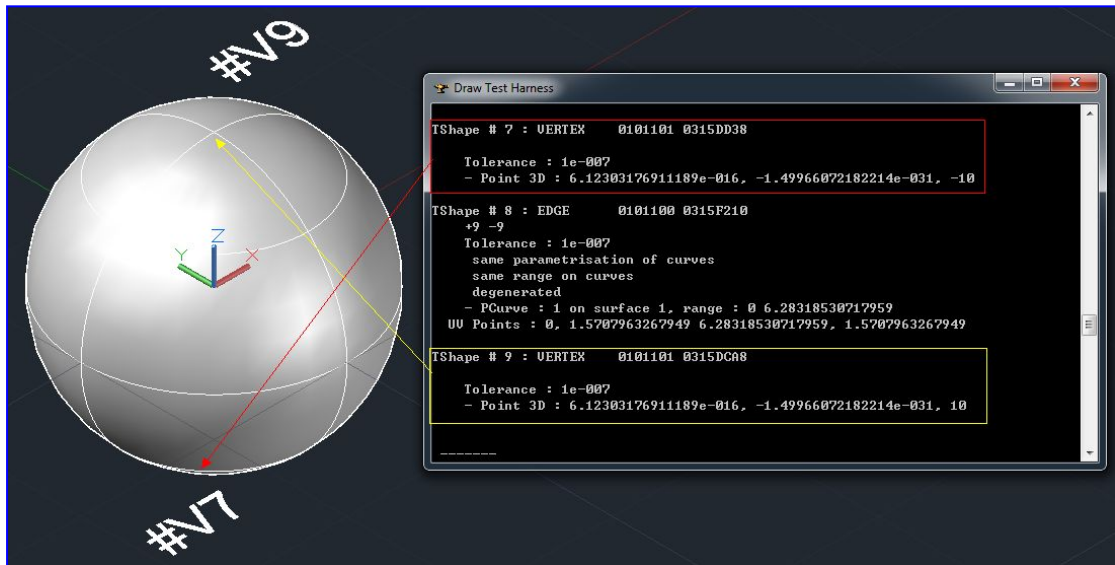 #V9
Draw Test Harness
TShape # 7 : VERTEX 0101101 0315DD38
Tolerance : 1e-007
- Point 3D : 6.12303176911189e-016, -1.49966072182214e-031, -10
TShape # 8 : EDGE 0101100 0315F210
+9 -9
Tolerance : 1e-007
same parametrisation of curves
same range on curves
degenerated
- PCurve : 1 on surface 1, range : 0 6.28318530717959
UV Points : 0, 1.5707963267949 6.28318530717959, 1.5707963267949
TShape # 9 : VERTEX 0101101 0315DCA8
Tolerance : 1e-007
- Point 3D : 6.12303176911189e-016, -1.49966072182214e-031, 10
-------
Z
Y X
#V7